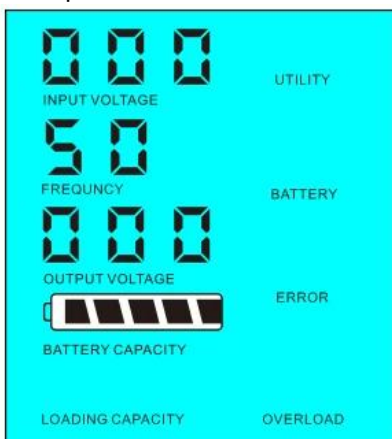 000
UTILITY
INPUT VOLTAGE
50
FREQUNCY
BATTERY
000
OUTPUT VOLTAGE
ERROR
BATTERY CAPACITY
LOADING CAPACITY
OVERLOAD